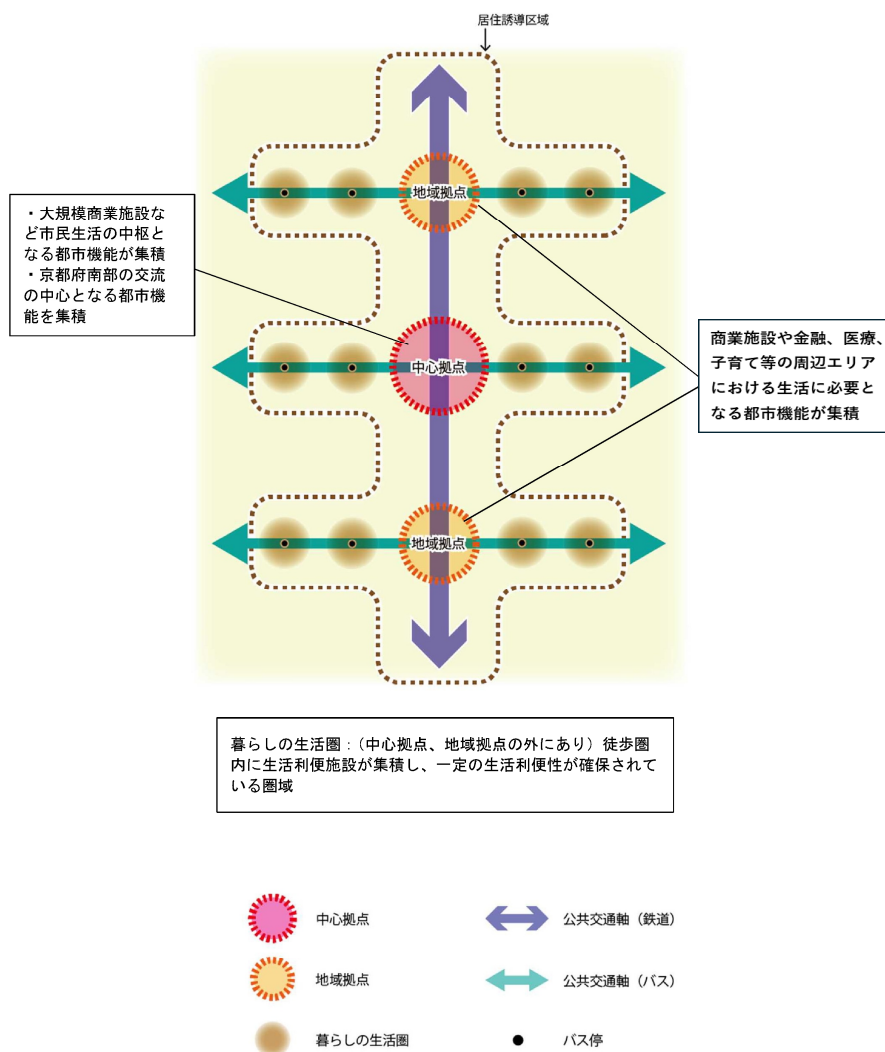 居住誘導区域
地域拠点
・大規模商業施設な
ど市民生活の中枢と
なる都市機能が集積
・京都府南部の交流
の中心となる都市機
能を集積
中心拠点
商業施設や金融、医療、
子育て等の周辺エリア
における生活に必要と
なる都市機能が集積
地域拠点
暮らしの生活圏：（中心拠点、地域拠点の外にあり）徒歩圏
内に生活利便施設が集積し、一定の生活利便性が確保されて
いる圏域
中心拠点
公共交通軸（鉄道）
地域拠点
公共交通軸（バス）
暮らしの生活圏
バス停